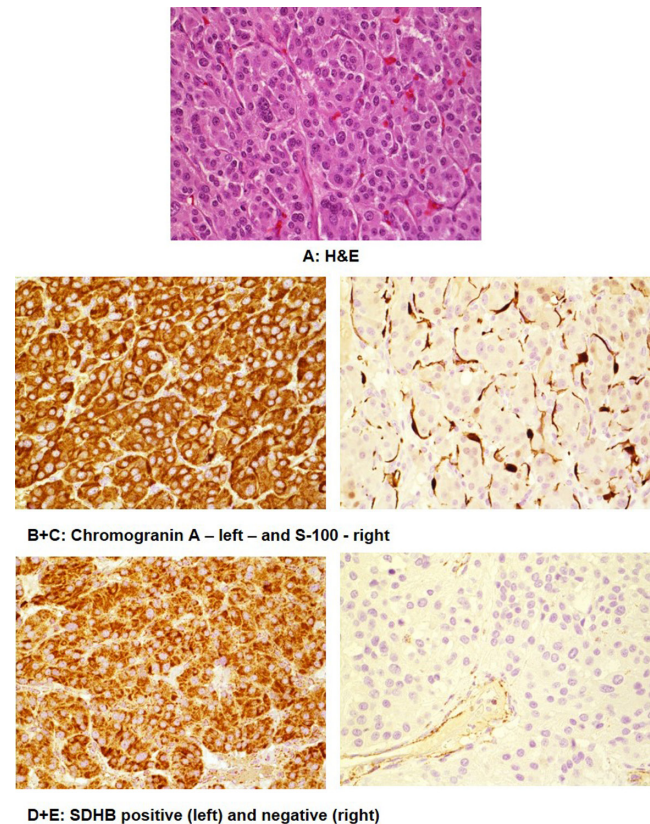 A: H&E
B+C: Chromogranin A – left – and S-100 - right
D+E: SDHB positive (left) and negative (right)